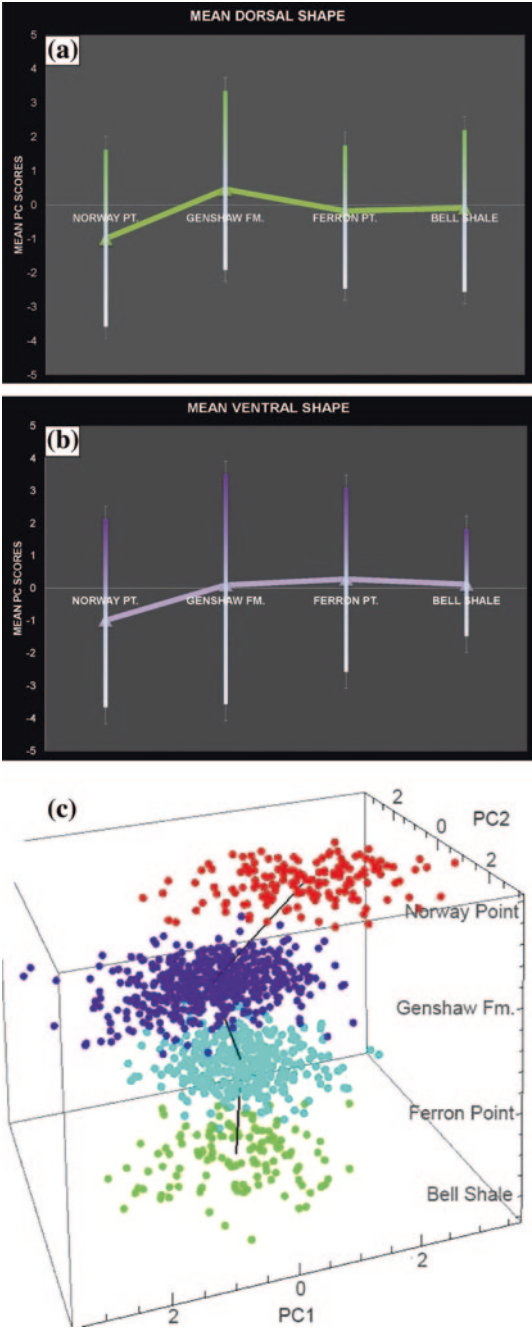 MEAN DORSAL SHAPE
(a)
5
4
3
2
1
0
-1
-2
-3
-4
-5
MEAN PC SCORES
NORWAY PT. GENSHAW FM. FERRON PT. BELL SHALE
MEAN VENTRAL SHAPE
(b)
5
4
3
2
1
0
-1
-2
-3
-4
-5
MEAN PC SCORES
NORWAY PT. GENSHAW FM. FERRON PT. BELL SHALE
(c)
2
0
2
PC2
Norway Point
Genshaw Fm.
Ferron Point
Bell Shale
2
0
2
PC1